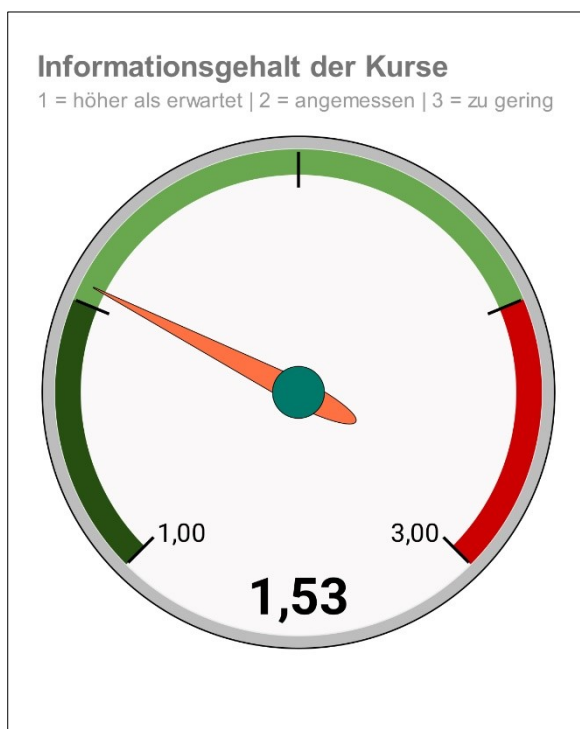 Informationsgehalt der Kurse
1 = höher als erwartet | 2 = angemessen | 3 = zu gering
1,00
3,00
1,53